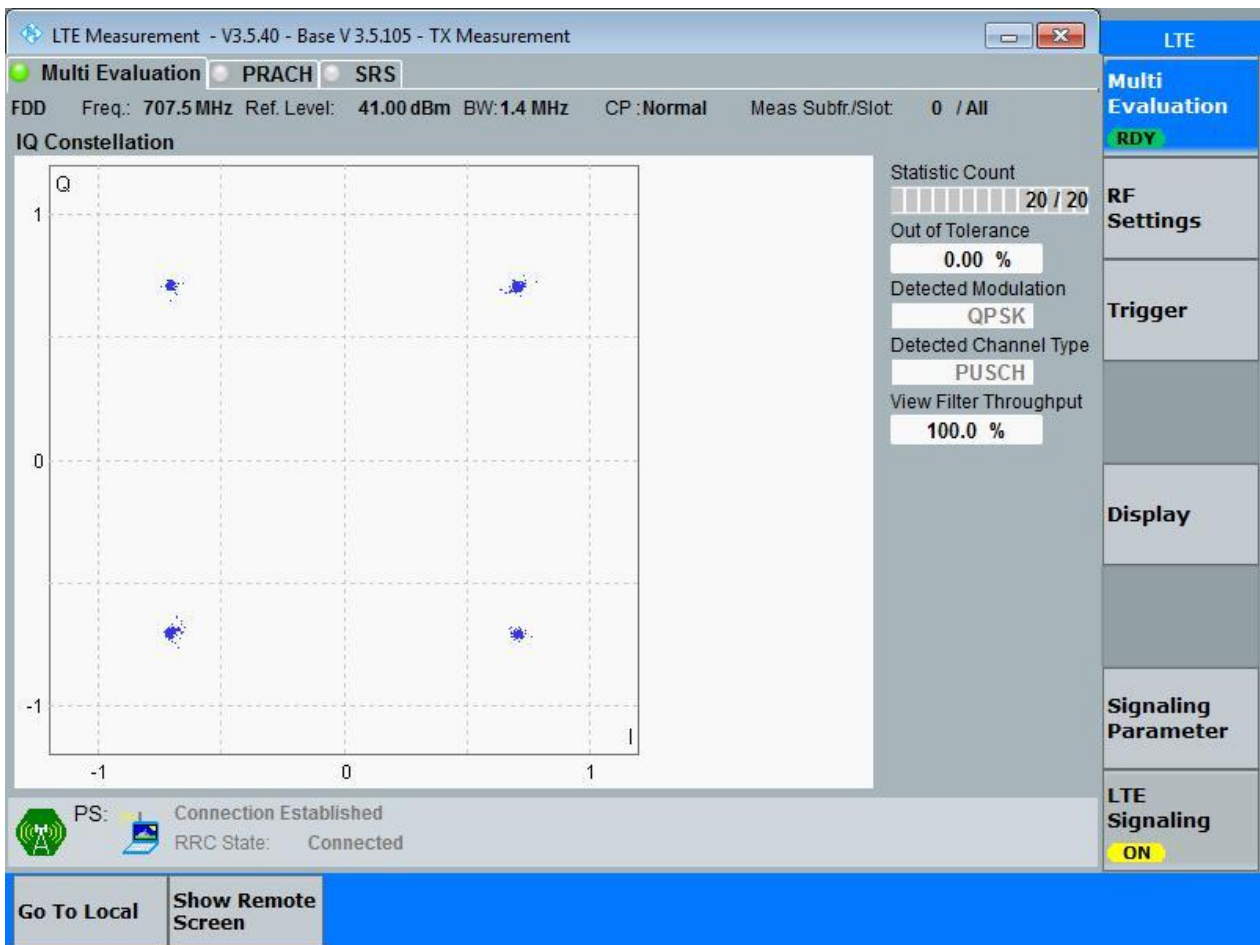 LTE Measurement - V3.5.40 - Base V 3.5.105 - TX Measurement
LTE
Multi Evaluation PRACH SRS
FDD Freq.: 707.5 MHz Ref. Level: 41.00 dBm BW: 1.4 MHz CP : Normal Meas Subfr./Slot: 0 / All
IQ Constellation
Q
1
0
-1
I
-1 0 1
Statistic Count
20 / 20
Out of Tolerance
0.00 %
Detected Modulation
QPSK
Detected Channel Type
PUSCH
View Filter Throughput
100.0 %
Multi
Evaluation
RDY
RF
Settings
Trigger
Display
Signaling
Parameter
LTE
Signaling
ON
PS: Connection Established
RRC State: Connected
Go To Local
Show Remote
Screen